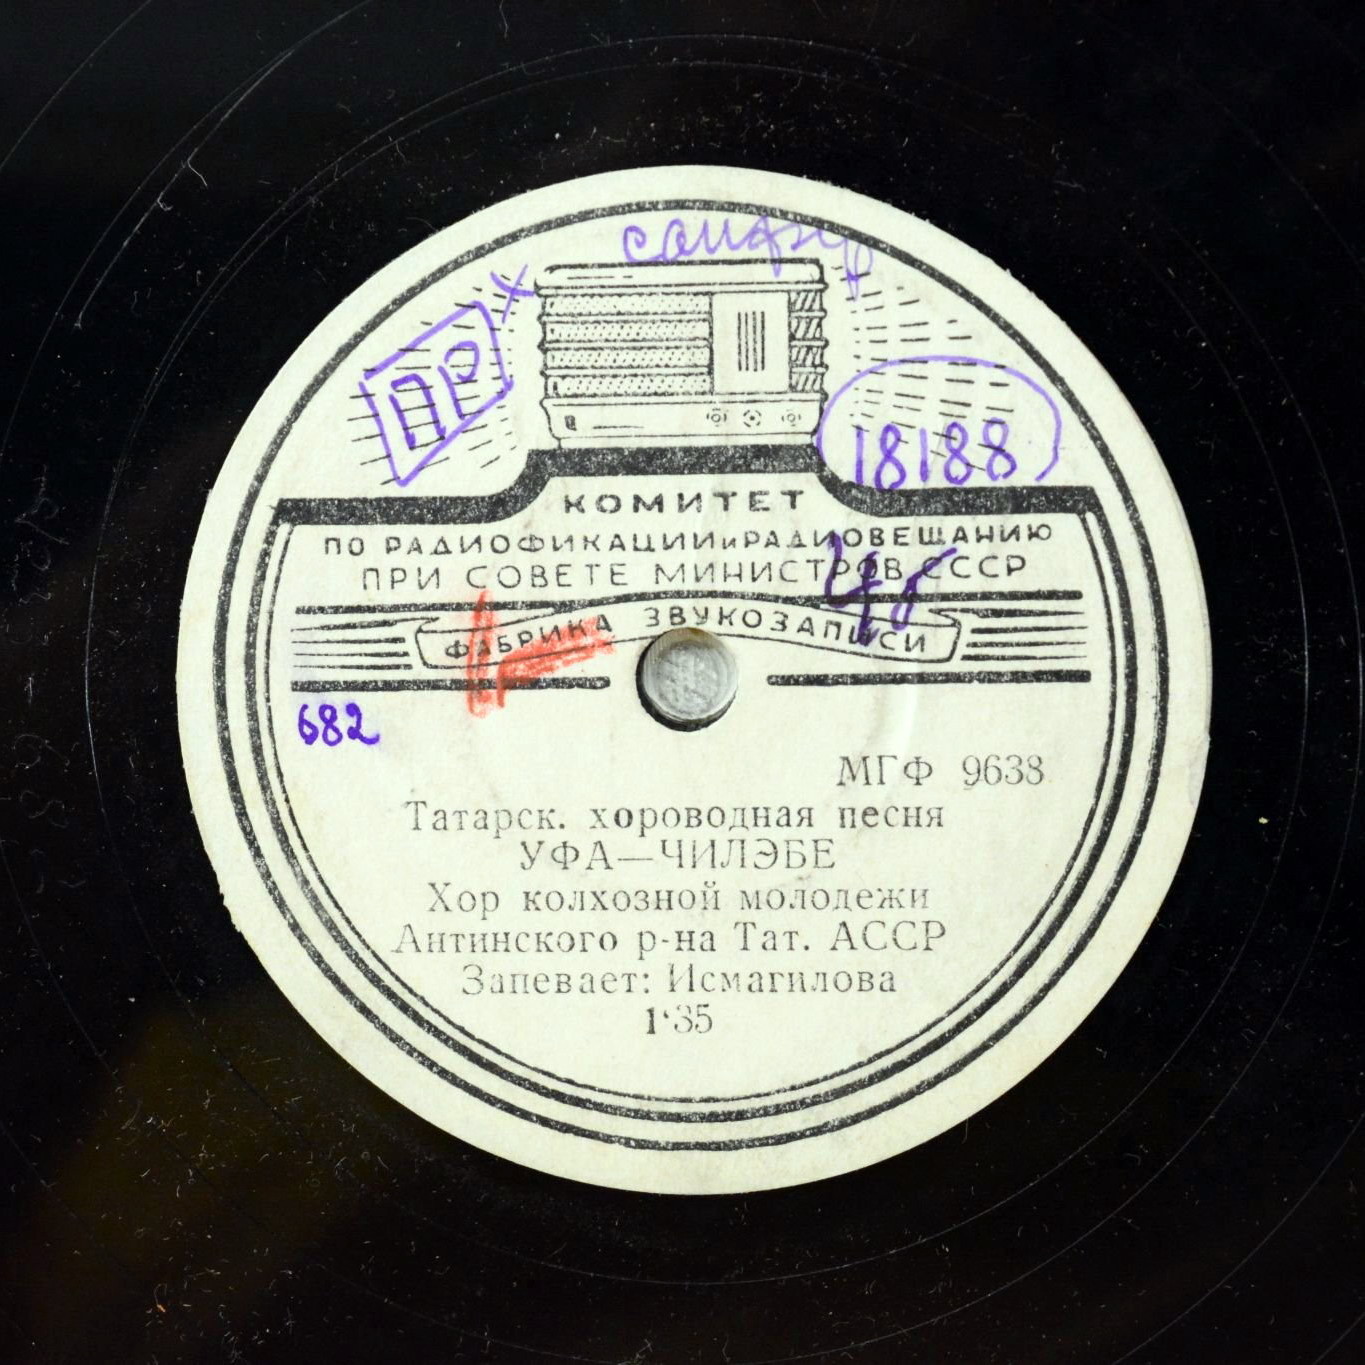 ПР
18188
КОМИТЕТ
ПО РАДИОФИКАЦИИ и РАДИОВЕЩАНИЮ
ПРИ СОВЕТЕ МИНИСТРОВ СССР
ФАБРИКА ЗВУКОЗАПИСИ
682
МГФ 9638
Татарск. хороводная песня
УФА—ЧИЛЭБЕ
Хор колхозной молодежи
Антинского р-на Тат. АССР
Запевает: Исмагилова
1‘35